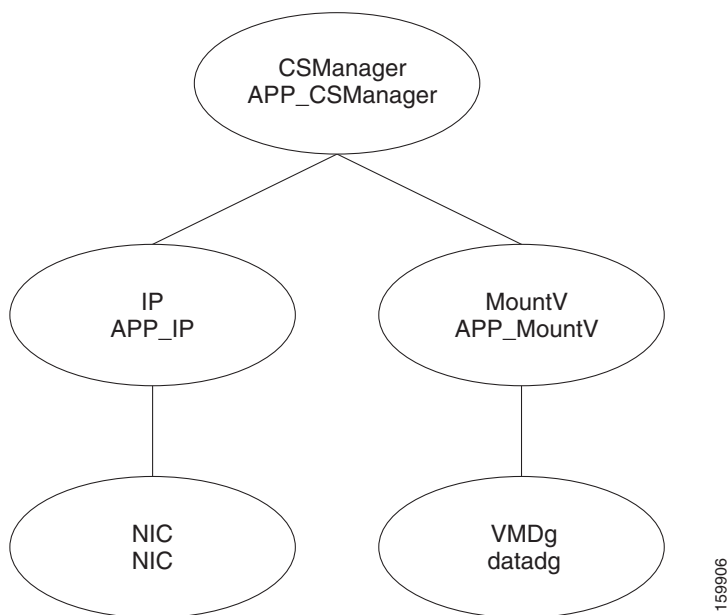 CSManager
APP_CSManager
IP
APP_IP
MountV
APP_MountV
NIC
NIC
VMDg
datadg
159906